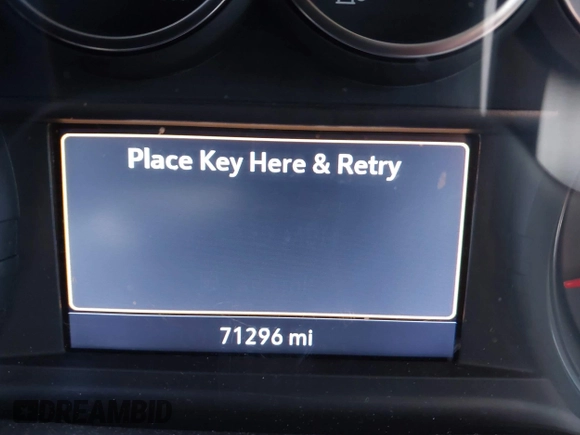 Place Key Here & Retry
71296 mi
DREAMBID